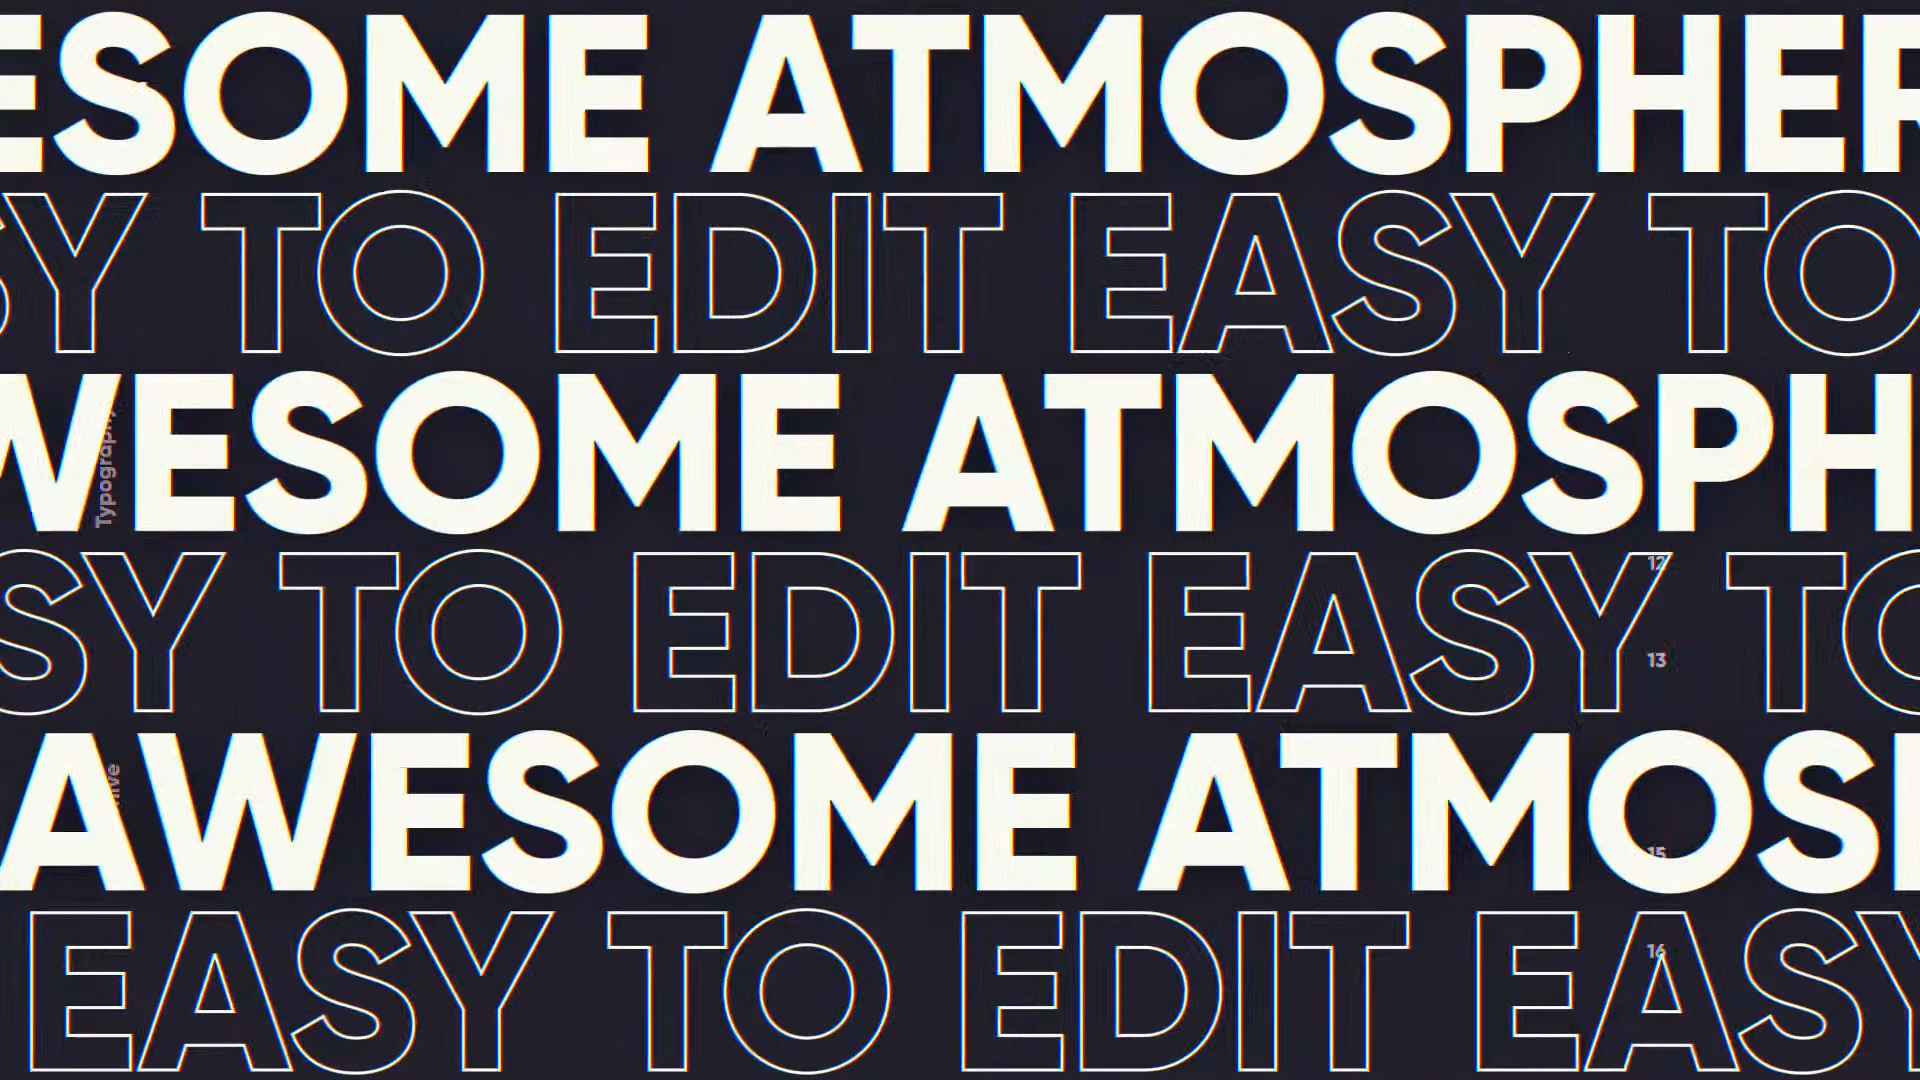 ESOME ATMOSPHER
SY TO EDIT EASY TO
WESOME ATMOSPH
Typography
SY TO EDIT EASY TO
12
13
AWESOME ATMOSP
15
EASY TO EDIT EASY
16